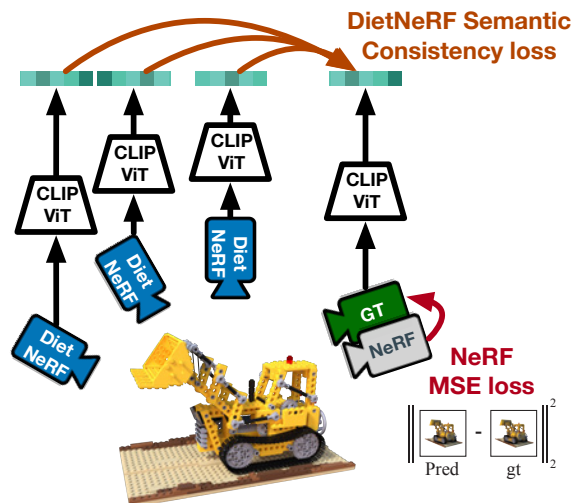 DietNeRF Semantic
Consistency loss
CLIP
ViT
CLIP
ViT
CLIP
ViT
CLIP
ViT
Diet
NeRF
Diet
NeRF
Diet
NeRF
GT
NeRF
NeRF
MSE loss
Pred
-
gt
2
2